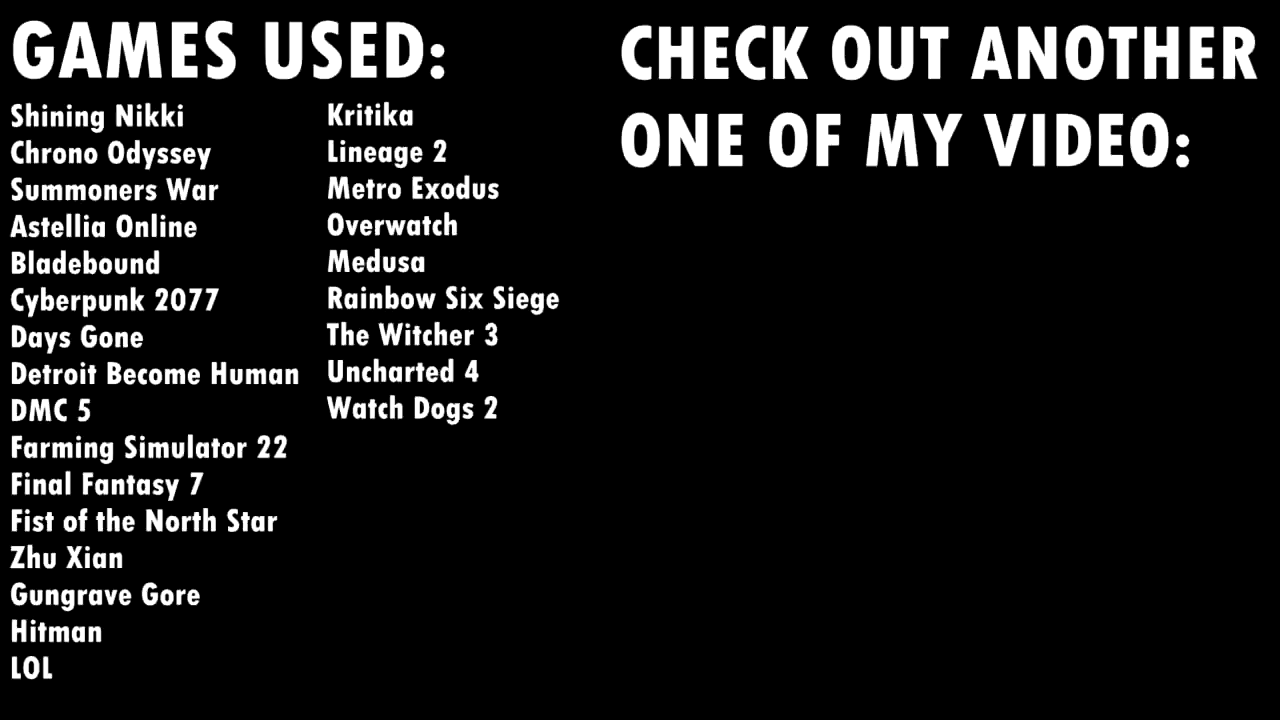 GAMES USED:
Shining Nikki
Chrono Odyssey
Summoners War
Astellia Online
Bladebound
Cyberpunk 2077
Days Gone
Detroit Become Human
DMC 5
Farming Simulator 22
Final Fantasy 7
Fist of the North Star
Zhu Xian
Gungrave Gore
Hitman
LOL
Kritika
Lineage 2
Metro Exodus
Overwatch
Medusa
Rainbow Six Siege
The Witcher 3
Uncharted 4
Watch Dogs 2
CHECK OUT ANOTHER
ONE OF MY VIDEO: